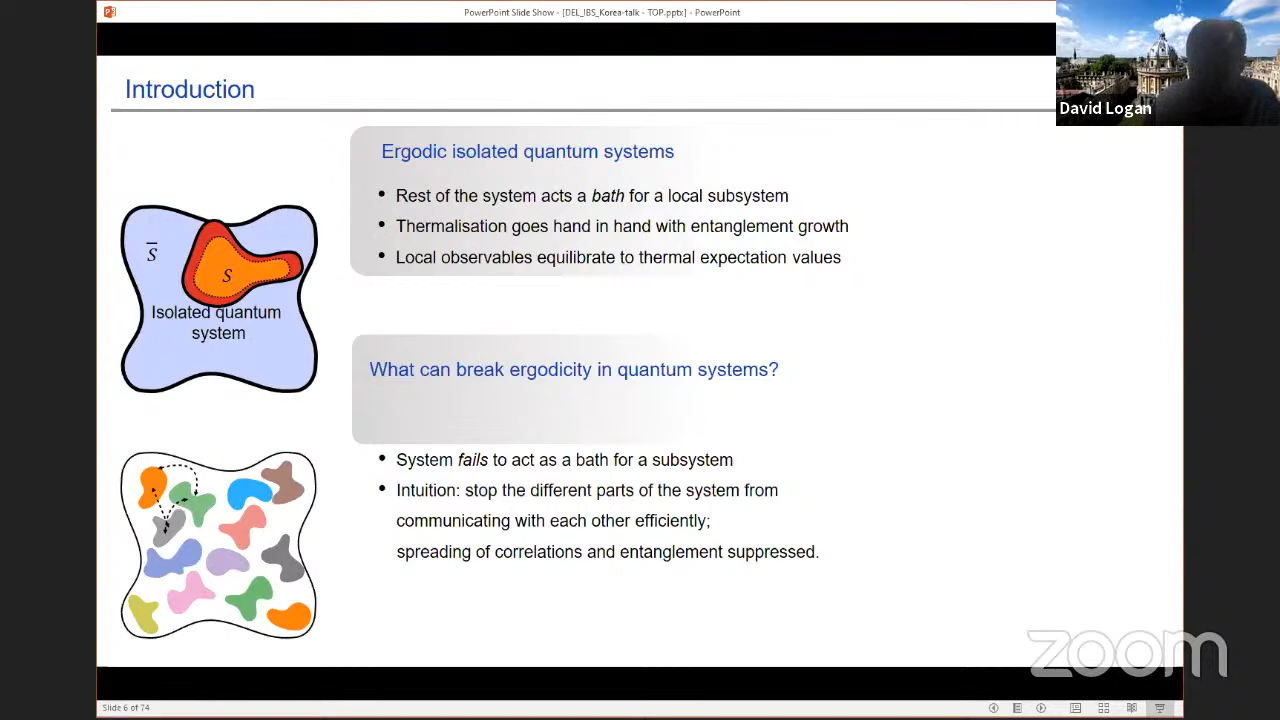 PowerPoint Slide Show - [DEL_IBS_Korea-talk - TOP.pptx] - PowerPoint
David Logan
Introduction
Ergodic isolated quantum systems
• Rest of the system acts a bath for a local subsystem
• Thermalisation goes hand in hand with entanglement growth
• Local observables equilibrate to thermal expectation values
S̅
S
Isolated quantum
system
What can break ergodicity in quantum systems?
• System fails to act as a bath for a subsystem
• Intuition: stop the different parts of the system from
communicating with each other efficiently;
spreading of correlations and entanglement suppressed.
zoom
Slide 6 of 74